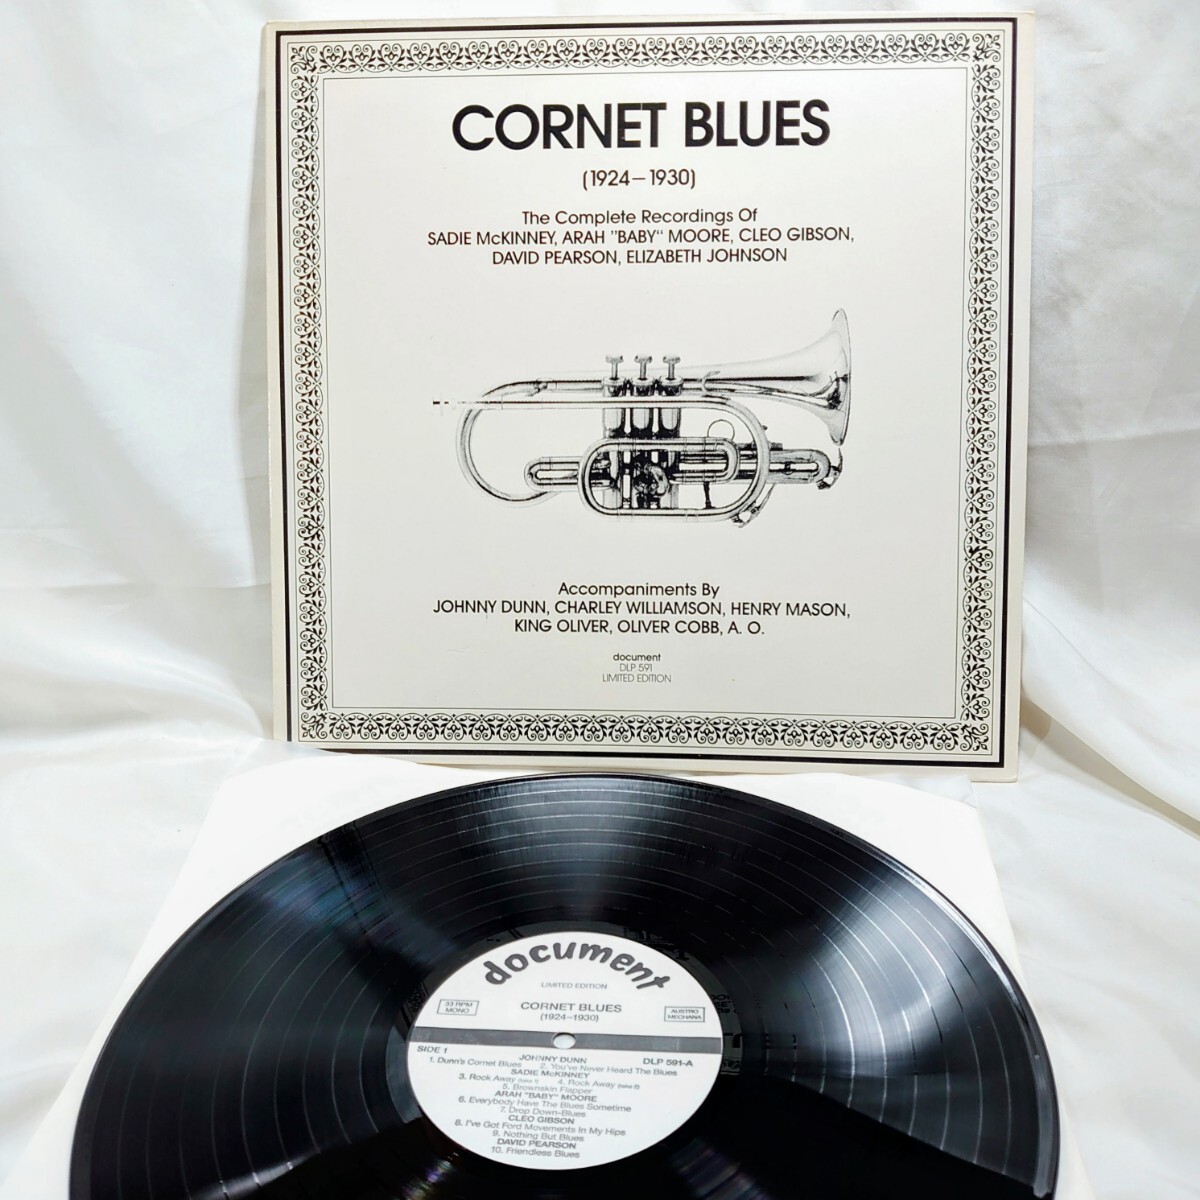 CORNET BLUES
(1924–1930)
The Complete Recordings Of
SADIE McKINNEY, ARAH "BABY" MOORE, CLEO GIBSON,
DAVID PEARSON, ELIZABETH JOHNSON
Accompaniments By
JOHNNY DUNN, CHARLEY WILLIAMSON, HENRY MASON,
KING OLIVER, OLIVER COBB, A. O.
document
DLP 591
LIMITED EDITION
document
LIMITED EDITION
33 RPM
MONO
CORNET BLUES
(1924–1930)
AUSTRO
MECHANA
SIDE 1
JOHNNY DUNN
DLP 591-A
1. Dunn's Cornet Blues 2. You've Never Heard The Blues
SADIE McKINNEY
3. Rock Away (take 1) 4. Rock Away (take 2)
5. Brownskin Flapper
ARAH "BABY" MOORE
6. Everybody Have The Blues Sometime
7. Drop Down-Blues
CLEO GIBSON
8. I've Got Ford Movements In My Hips
9. Nothing But Blues
DAVID PEARSON
10. Friendless Blues